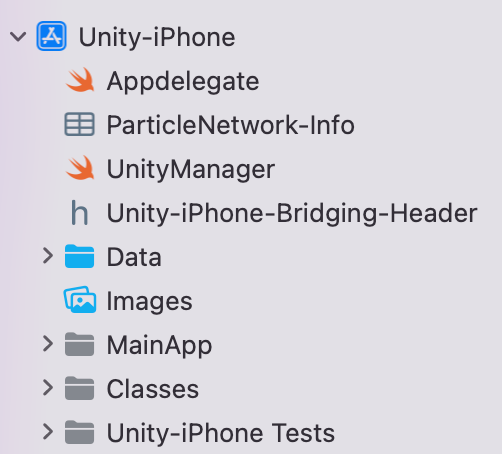 Unity-iPhone
Appdelegate
ParticleNetwork-Info
UnityManager
h Unity-iPhone-Bridging-Header
Data
Images
MainApp
Classes
Unity-iPhone Tests